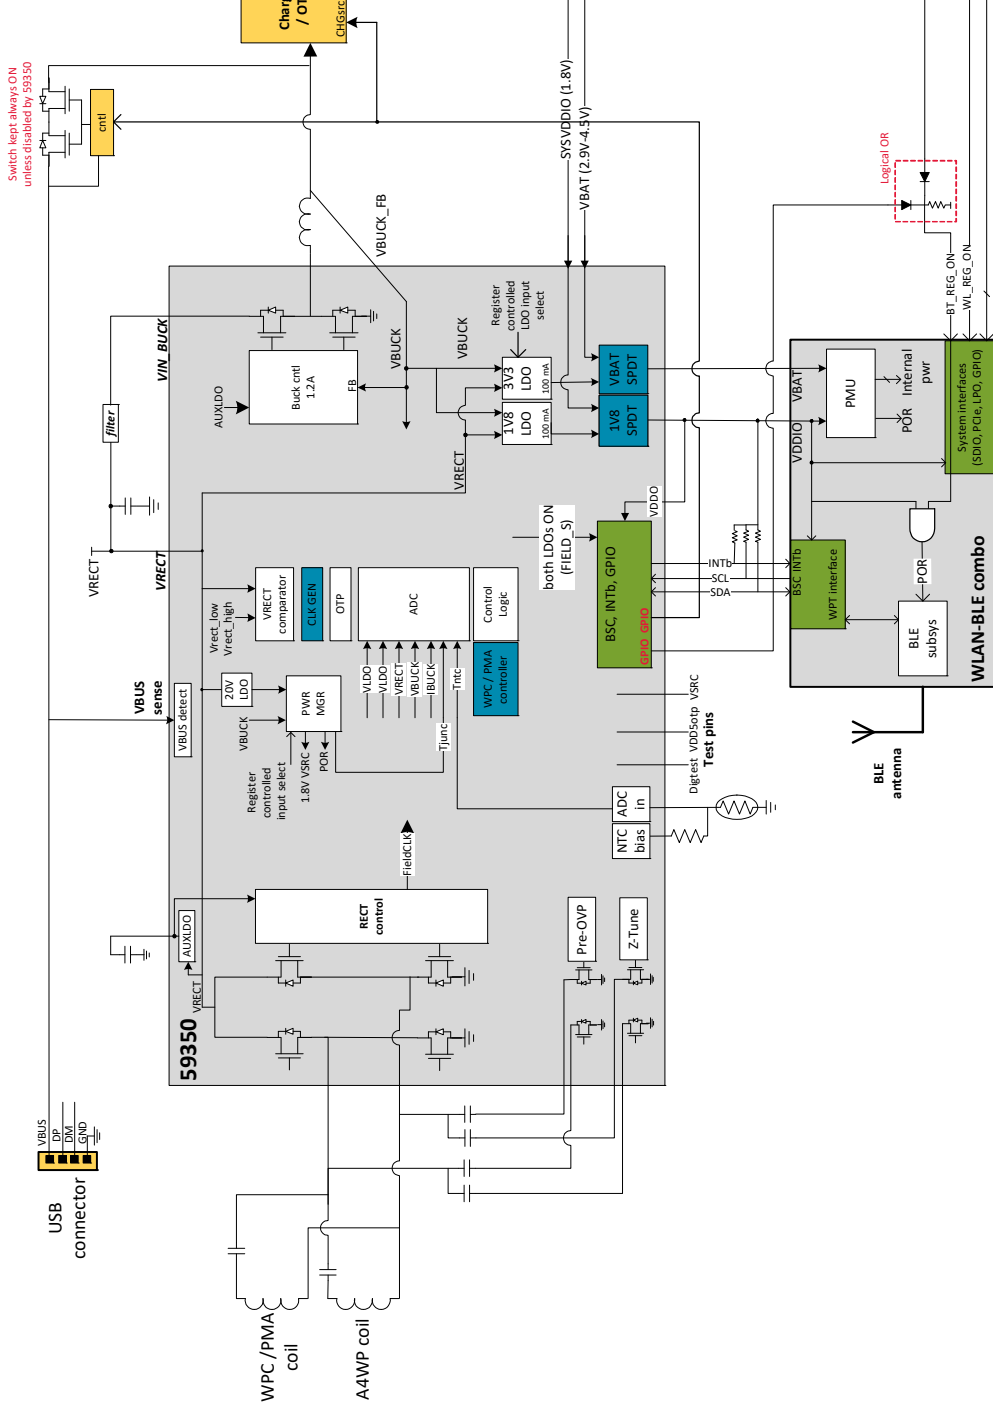 USB
connector
VBUS
DP
DM
GND
Switch kept always ON
unless disabled by 59350
cntl
Charg
/ OT
CHGsrc
WPC /PMA
coil
A4WP coil
59350
VRECT
AUXLDO
RECT
control
FieldCLK
Pre-OVP
Z-Tune
VBUS
sense
VBUS detect
20V
LDO
VBUCK
PWR
MGR
Register
controlled
input select
1.8V VSRC
POR
Tjunc
Vrect_low
Vrect_high
VRECT
comparator
CLK GEN
OTP
ADC
Control
Logic
WPC / PMA
controller
VLDO
VLDO
VRECT
VBUCK
IBUCK
Tntc
NTC
bias
ADC
in
Digtest
VDD5otp
VSRC
Test pins
VRECT
VRECT
filter
VIN_BUCK
AUXLDO
Buck cntl
1.2A
FB
VBUCK
VBUCK_FB
VBUCK
VRECT
Register
controlled
LDO input
select
3V3
LDO
100 mA
1V8
LDO
100 mA
VBAT
SPDT
1V8
SPDT
SYSVDDIO (1.8V)
VBAT (2.9V-4.5V)
both LDOs ON
(FIELD_S)
VDDO
BSC, INTb, GPIO
GPIO GPIO
INTb
SCL
SDA
Logical OR
BT_REG_ON
WL_REG_ON
VBAT
VDDIO
PMU
Internal
pwr
POR
System interfaces
(SDIO, PCIe, LPO, GPIO)
BSC INTb
WPT interface
POR
BLE
subsys
WLAN-BLE combo
BLE
antenna